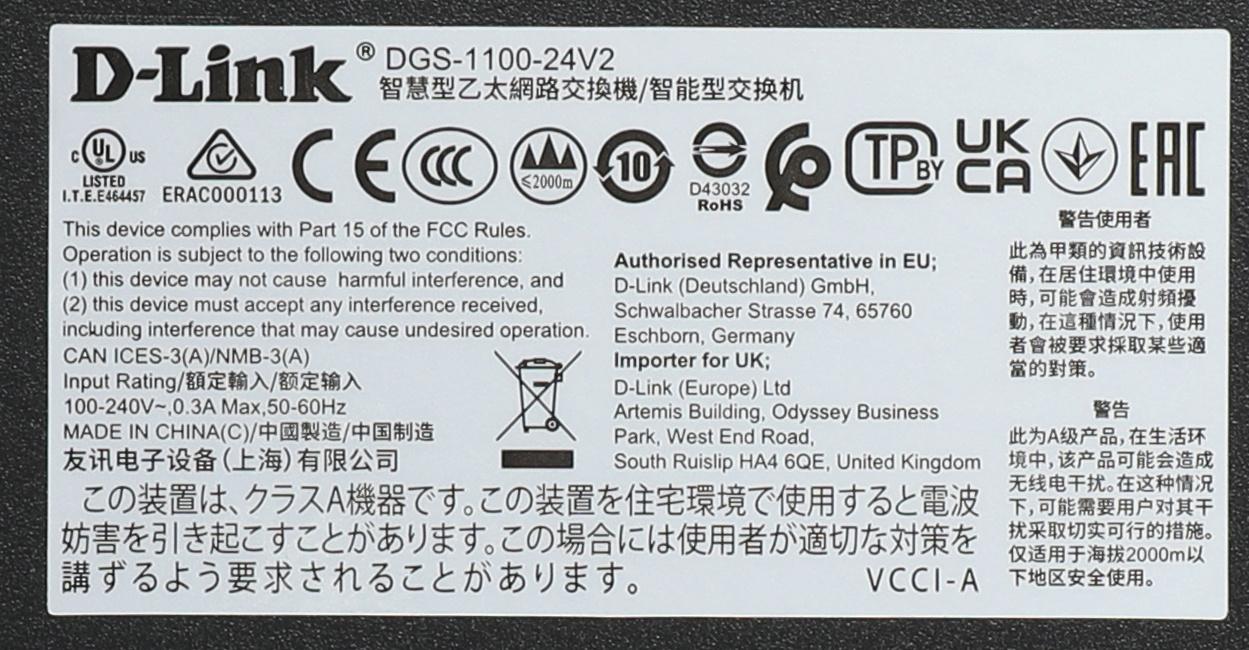 D-Link® DGS-1100-24V2
智慧型乙太網路交換機/智能型交换机
C UL US
LISTED
I.T.E.E464457
ERAC000113
CE
CCC
≤2000m
10
D43032
RoHS
TP BY
UK
CA
EAC
This device complies with Part 15 of the FCC Rules.
Operation is subject to the following two conditions:
(1) this device may not cause harmful interference, and
(2) this device must accept any interference received,
including interference that may cause undesired operation.
CAN ICES-3(A)/NMB-3(A)
Input Rating/額定輸入/额定输入
100-240V~,0.3A Max,50-60Hz
MADE IN CHINA(C)/中國製造/中国制造
友讯电子设备(上海)有限公司
Authorised Representative in EU;
D-Link (Deutschland) GmbH,
Schwalbacher Strasse 74, 65760
Eschborn, Germany
Importer for UK;
D-Link (Europe) Ltd
Artemis Building, Odyssey Business
Park, West End Road,
South Ruislip HA4 6QE, United Kingdom
この装置は、クラスA機器です。この装置を住宅環境で使用すると電波
妨害を引き起こすことがあります。この場合には使用者が適切な対策を
講ずるよう要求されることがあります。 VCCI-A
警告使用者
此為甲類的資訊技術設
備,在居住環境中使用
時,可能會造成射頻擾
動,在這種情況下,使用
者會被要求採取某些適
當的對策。
警告
此为A级产品,在生活环
境中,该产品可能会造成
无线电干扰。在这种情况
下,可能需要用户对其干
扰采取切实可行的措施。
仅适用于海拔2000m以
下地区安全使用。